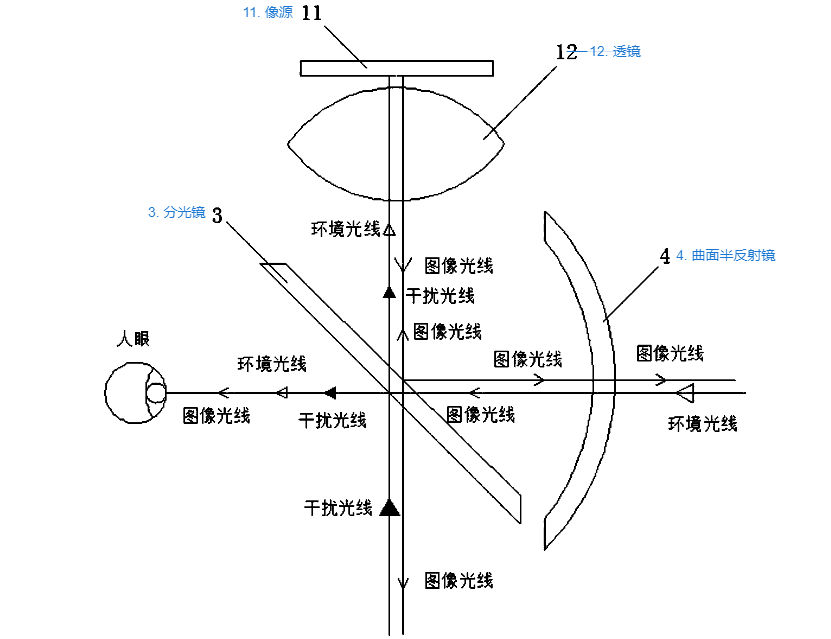 11. 像源 11
12 12. 透镜
3. 分光镜 3
环境光线
图像光线
4 4. 曲面半反射镜
干扰光线
图像光线
人眼
环境光线
图像光线
图像光线
图像光线
干扰光线
图像光线
环境光线
干扰光线
图像光线